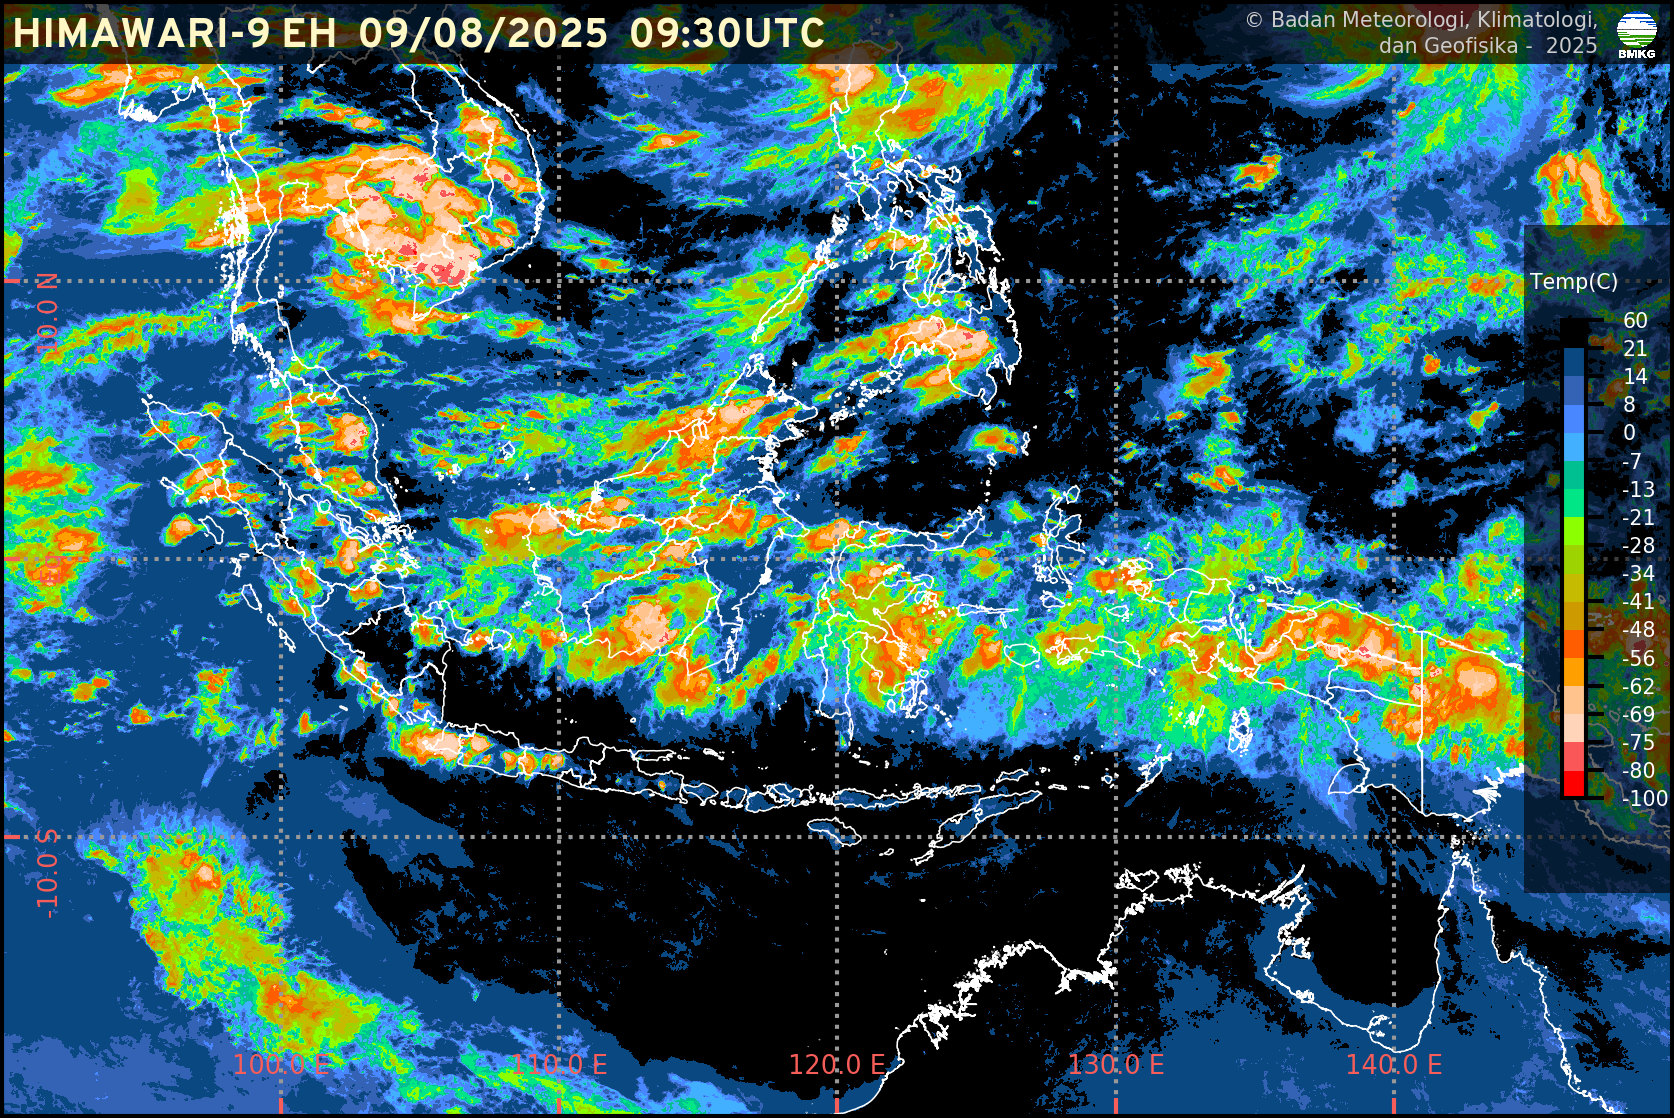 HIMAWARI-9 EH 09/08/2025 09:30UTC
© Badan Meteorologi, Klimatologi,
dan Geofisika - 2025
BMKG
Temp(C)
60
21
14
8
0
-7
-13
-21
-28
-34
-41
-48
-56
-62
-69
-75
-80
-100
10.0 N
-10.0 S
100.0 E
110.0 E
120.0 E
130.0 E
140.0 E